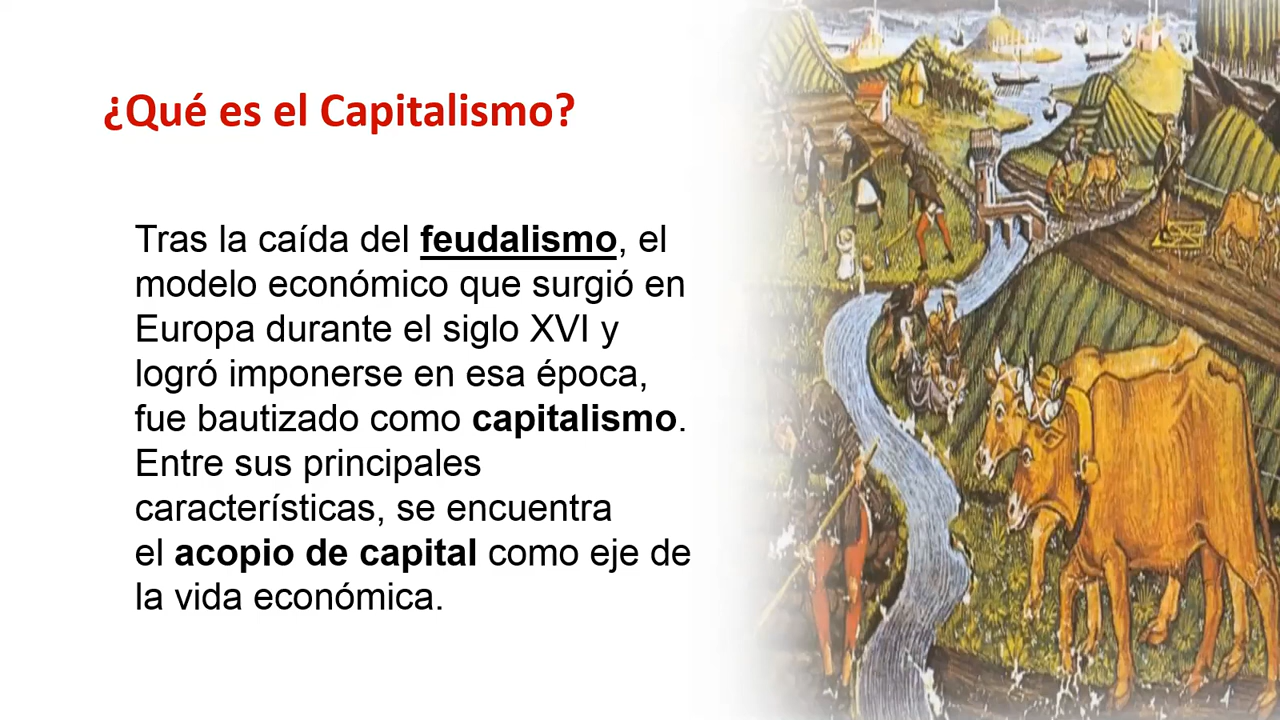 ¿Qué es el Capitalismo?
Tras la caída del feudalismo, el
modelo económico que surgió en
Europa durante el siglo XVI y
logró imponerse en esa época,
fue bautizado como capitalismo.
Entre sus principales
características, se encuentra
el acopio de capital como eje de
la vida económica.